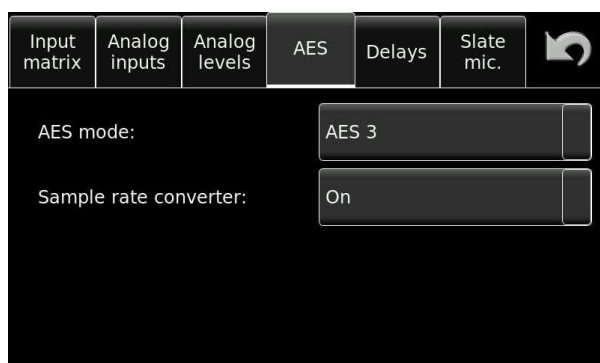 Input
matrix
Analog
inputs
Analog
levels
AES
Delays
Slate
mic.
AES mode:
AES 3
Sample rate converter:
On